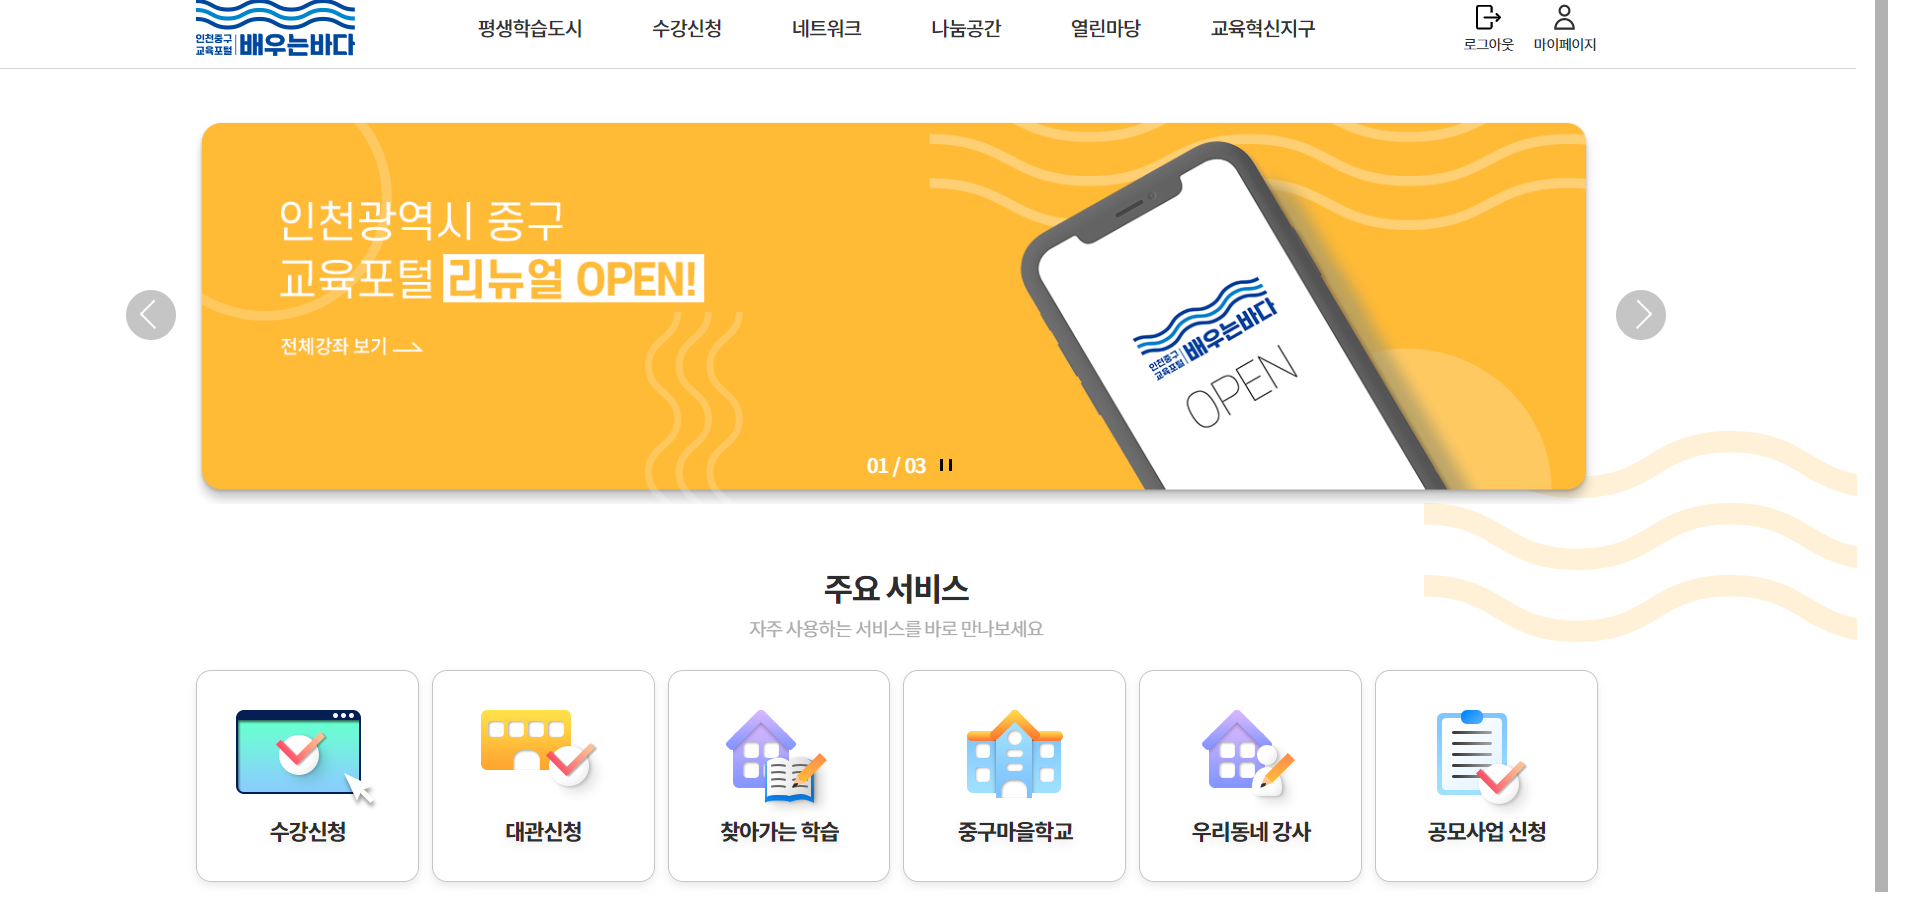 인천중구
교육포털
배우는바다
평생학습도시
수강신청
네트워크
나눔공간
열린마당
교육혁신지구
로그아웃
마이페이지
인천광역시 중구
교육포털 리뉴얼 OPEN!
전체강좌 보기
인천중구
교육포털
배우는바다
OPEN
01 / 03
주요 서비스
자주 사용하는 서비스를 바로 만나보세요
수강신청
대관신청
찾아가는 학습
중구마을학교
우리동네 강사
공모사업 신청